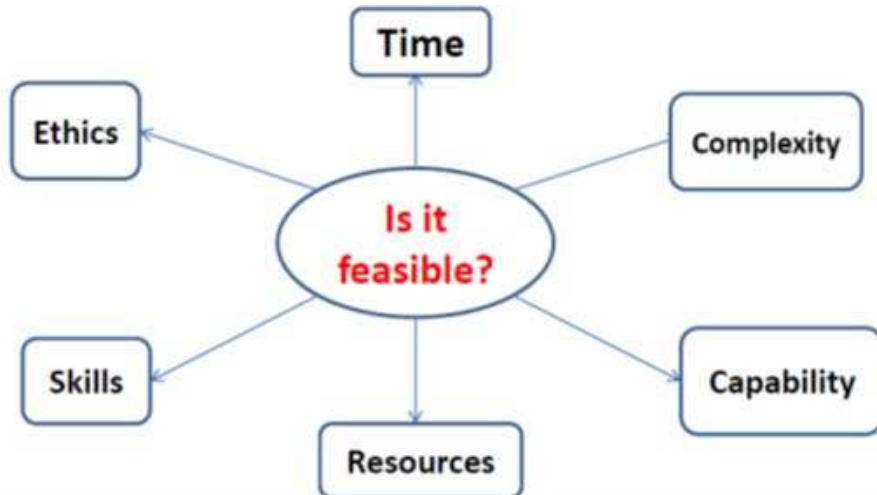 Time
Ethics
Complexity
Is it
feasible?
Skills
Capability
Resources